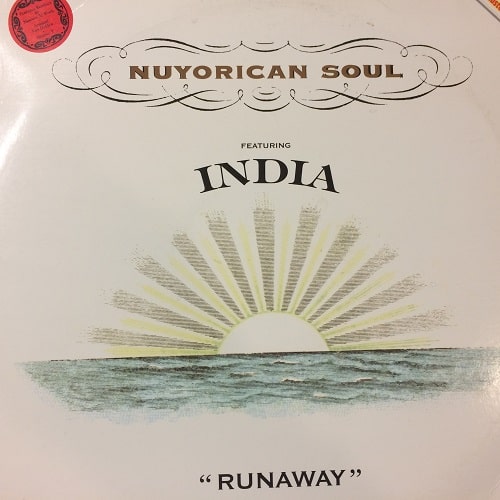 NUYORICAN SOUL
FEATURING
INDIA
“RUNAWAY”